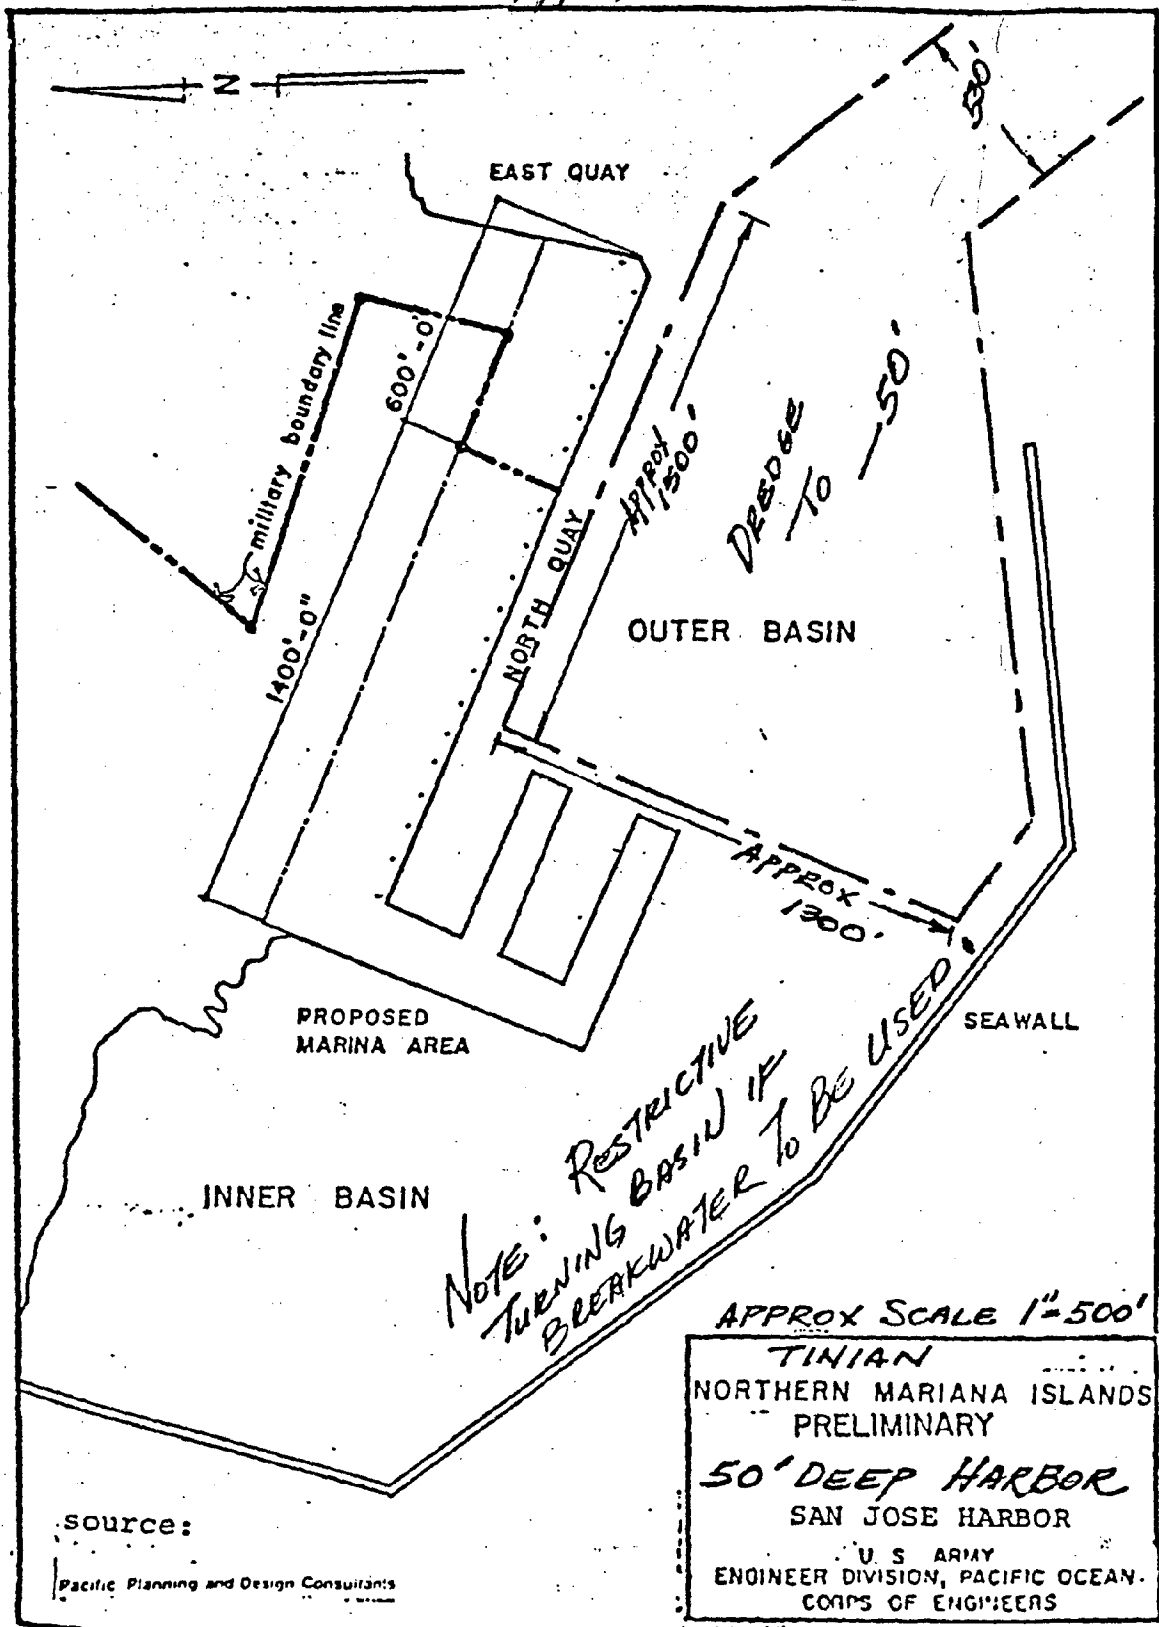 N
530'
EAST QUAY
military boundary line
600'-0"
APPROX
1500'
DREDGE
TO -50'
1400'-0"
NORTH QUAY
OUTER BASIN
APPROX
1300'
PROPOSED
MARINA AREA
SEAWALL
INNER BASIN
NOTE: RESTRICTIVE
TURNING BASIN IF
BREAKWATER TO BE USED.
APPROX SCALE 1"=500'
TINIAN
NORTHERN MARIANA ISLANDS
PRELIMINARY
50' DEEP HARBOR
SAN JOSE HARBOR
U. S. ARMY
ENGINEER DIVISION, PACIFIC OCEAN
CORPS OF ENGINEERS
source:
Pacific Planning and Design Consultants